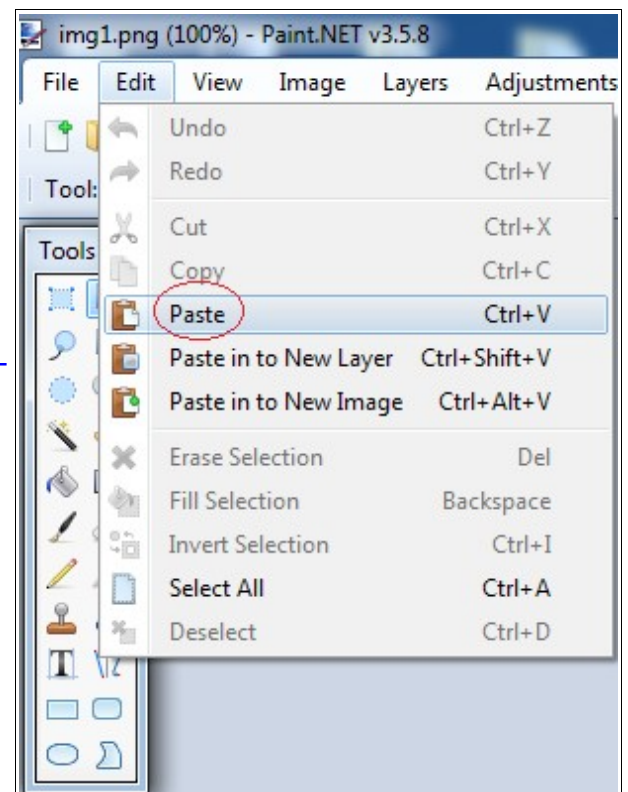 img1.png (100%) - Paint.NET v3.5.8
File Edit View Image Layers Adjustments
Tool:
Tools
Undo Ctrl+Z
Redo Ctrl+Y
Cut Ctrl+X
Copy Ctrl+C
Paste Ctrl+V
Paste in to New Layer Ctrl+Shift+V
Paste in to New Image Ctrl+Alt+V
Erase Selection Del
Fill Selection Backspace
Invert Selection Ctrl+I
Select All Ctrl+A
Deselect Ctrl+D